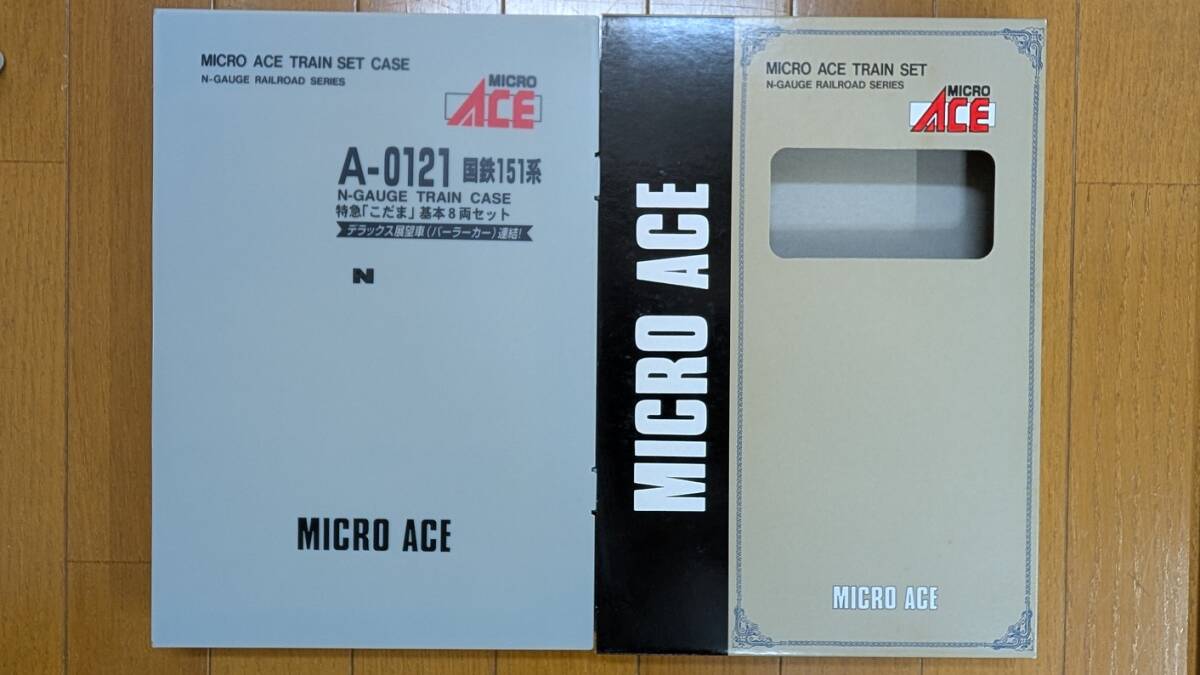 MICRO ACE TRAIN SET CASE
N-GAUGE RAILROAD SERIES
MICRO
ACE
A-0121 国鉄151系
N-GAUGE TRAIN CASE
特急「こだま」基本8両セット
デラックス展望車(パーラーカー)連結!
N
MICRO ACE
MICRO ACE
MICRO ACE TRAIN SET
N-GAUGE RAILROAD SERIES
MICRO
ACE
MICRO ACE